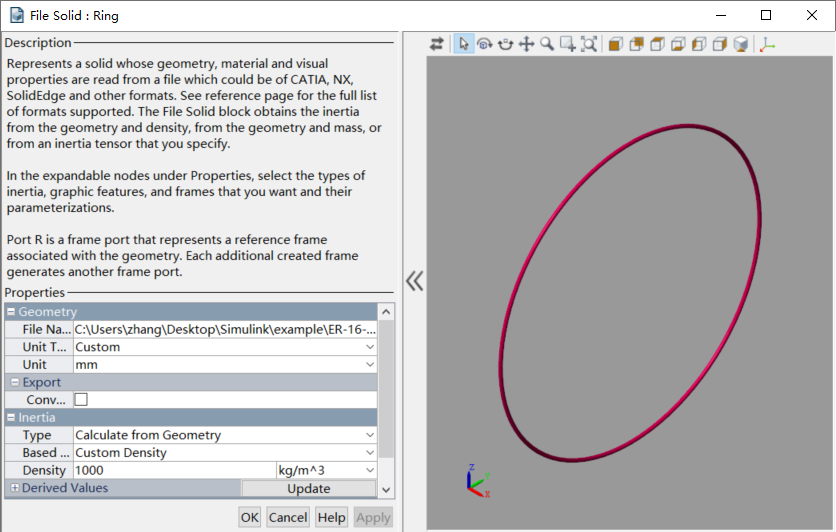 File Solid : Ring
Description
Represents a solid whose geometry, material and visual
properties are read from a file which could be of CATIA, NX,
SolidEdge and other formats. See reference page for the full list
of formats supported. The File Solid block obtains the inertia
from the geometry and density, from the geometry and mass, or
from an inertia tensor that you specify.
In the expandable nodes under Properties, select the types of
inertia, graphic features, and frames that you want and their
parameterizations.
Port R is a frame port that represents a reference frame
associated with the geometry. Each additional created frame
generates another frame port.
Properties
Geometry
File Na... C:\Users\zhang\Desktop\Simulink\example\ER-16-...
Unit T... Custom
Unit mm
Export
Conv...
Inertia
Type Calculate from Geometry
Based ... Custom Density
Density 1000 kg/m^3
Derived Values Update
OK Cancel Help Apply
z
Y
x